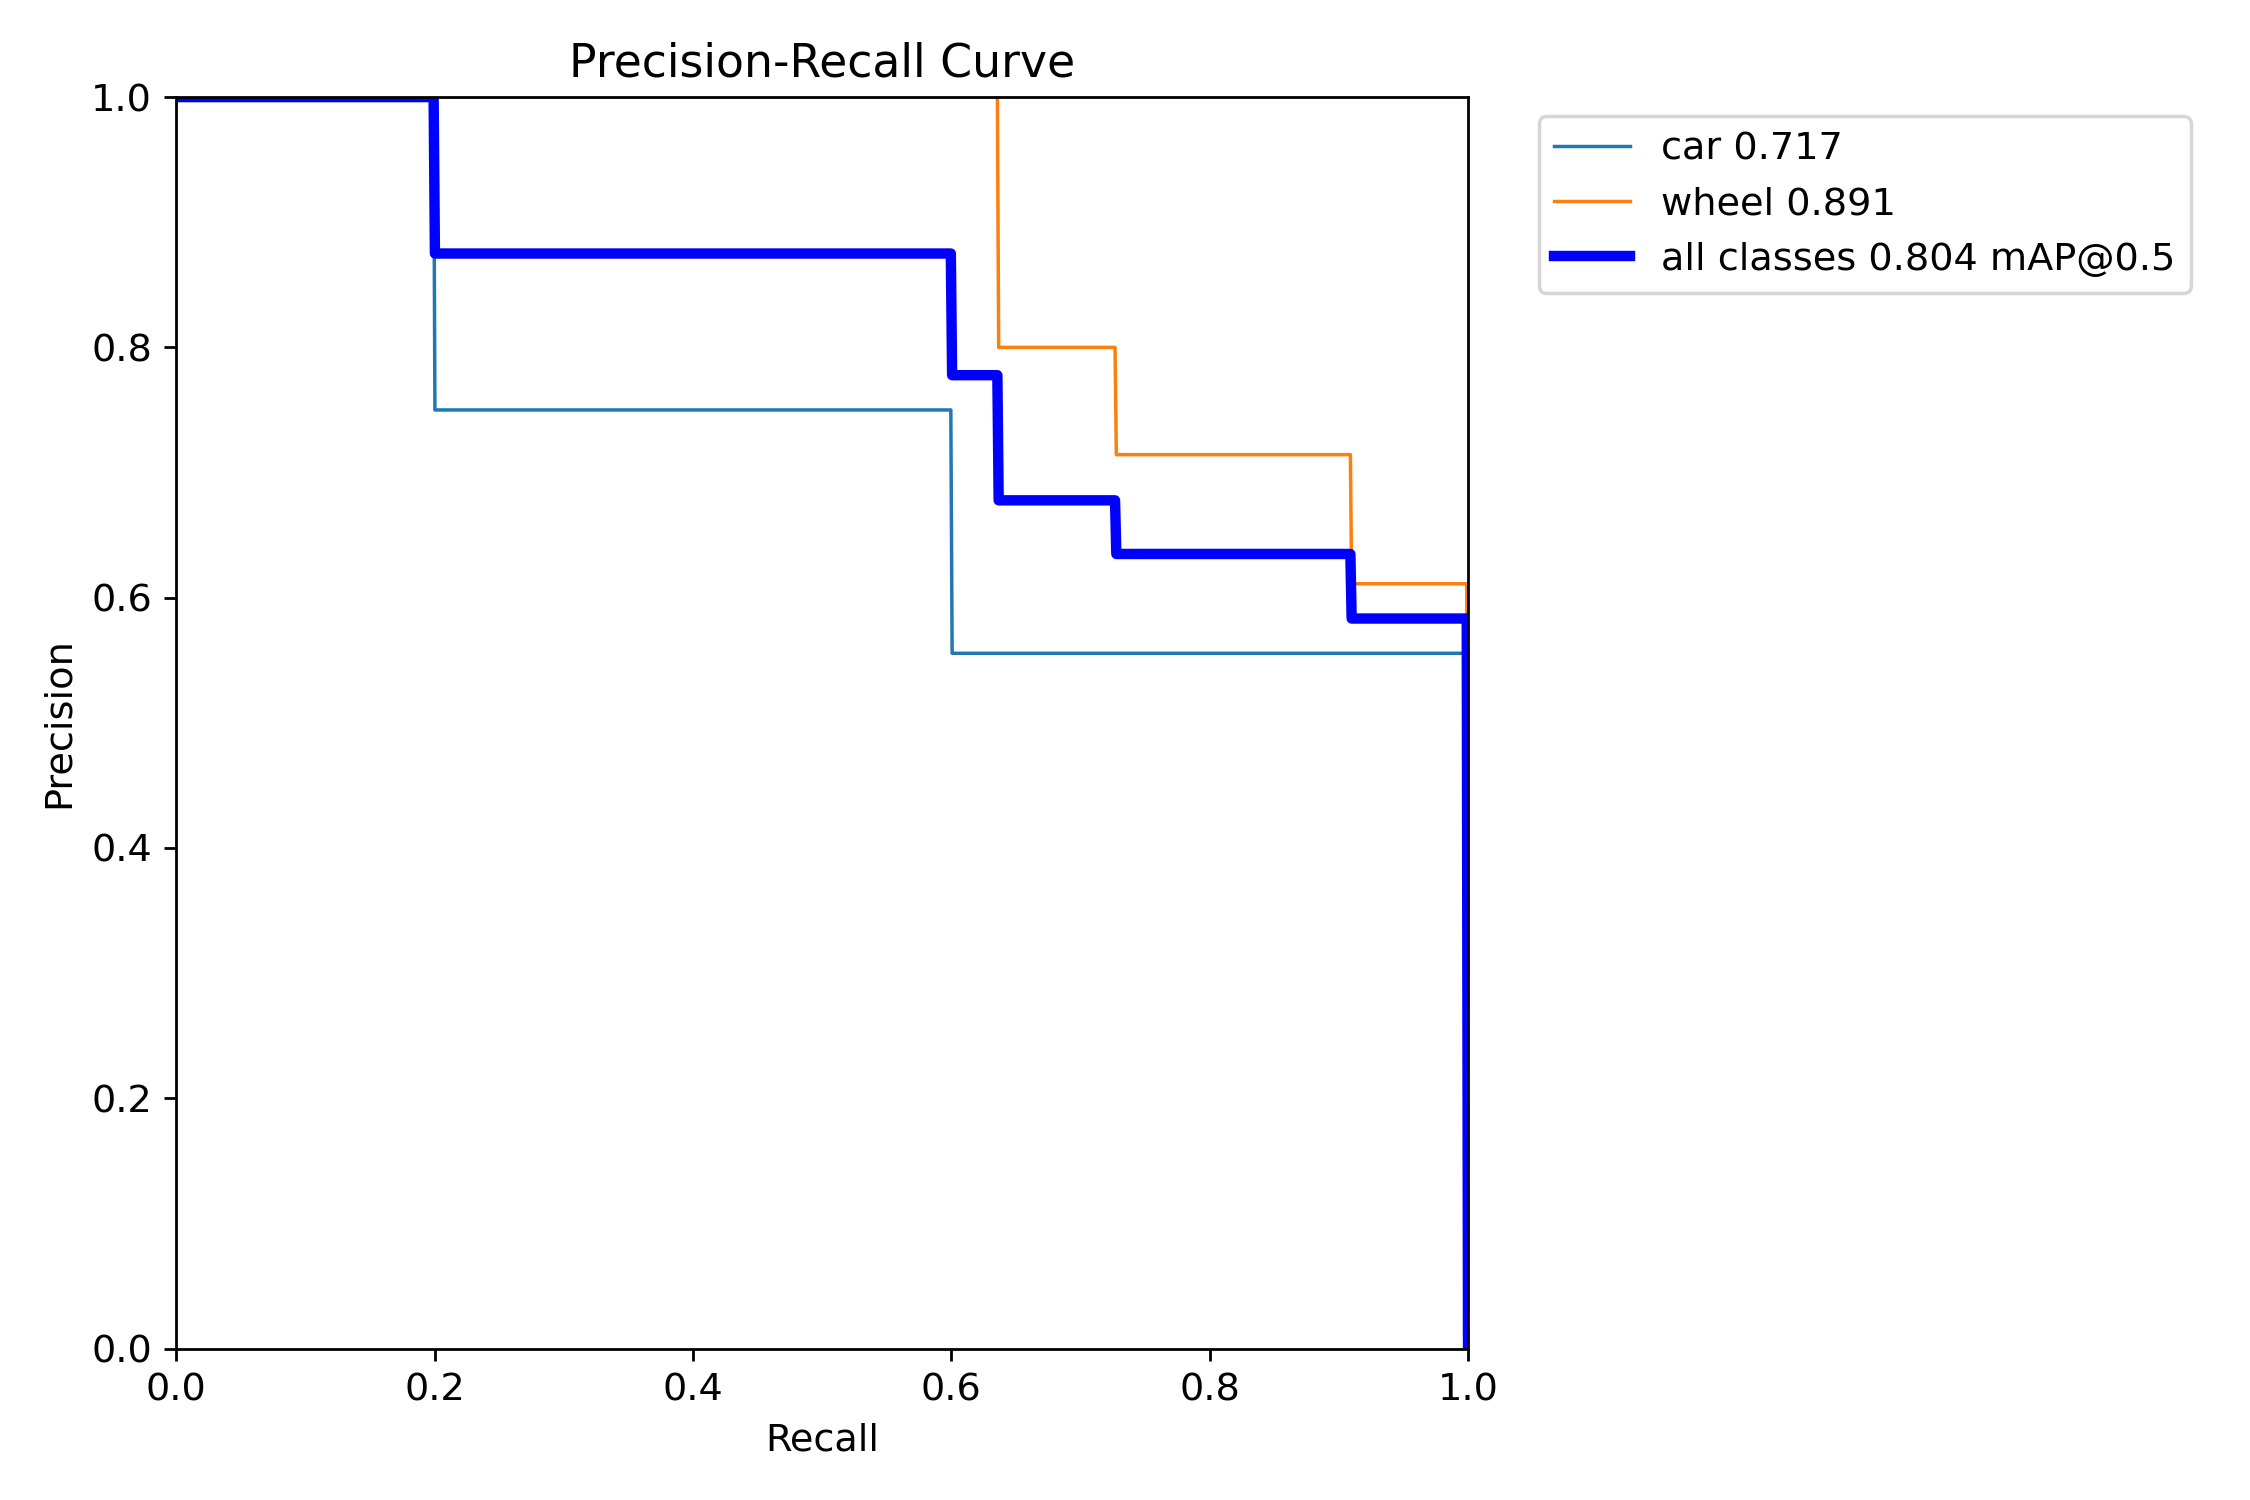 Precision-Recall Curve
1.0
0.8
0.6
0.4
0.2
0.0
Precision
0.0 0.2 0.4 0.6 0.8 1.0
Recall
car 0.717
wheel 0.891
all classes 0.804 mAP@0.5